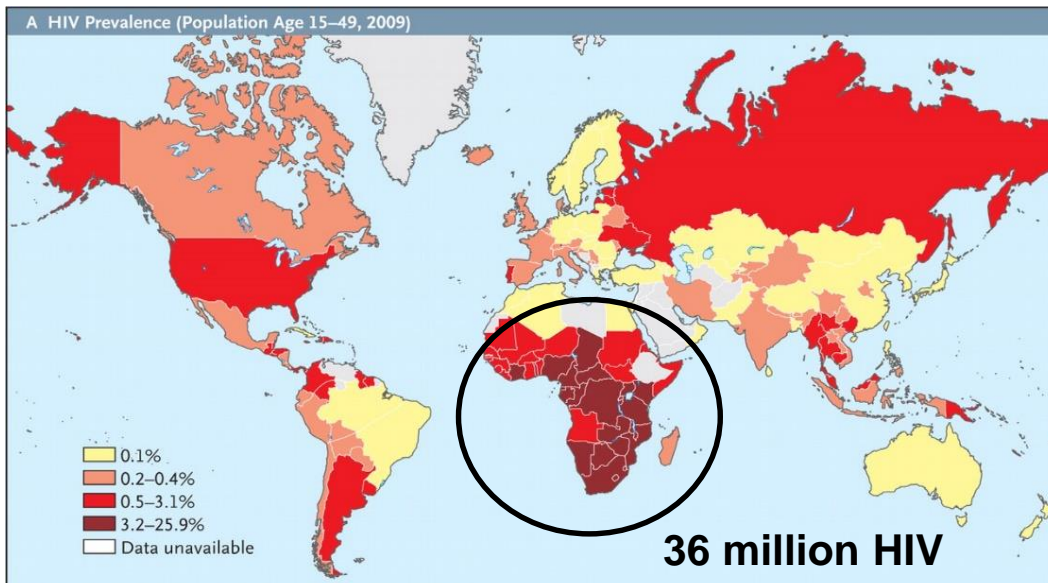 A HIV Prevalence (Population Age 15–49, 2009)
0.1%
0.2–0.4%
0.5–3.1%
3.2–25.9%
Data unavailable
36 million HIV